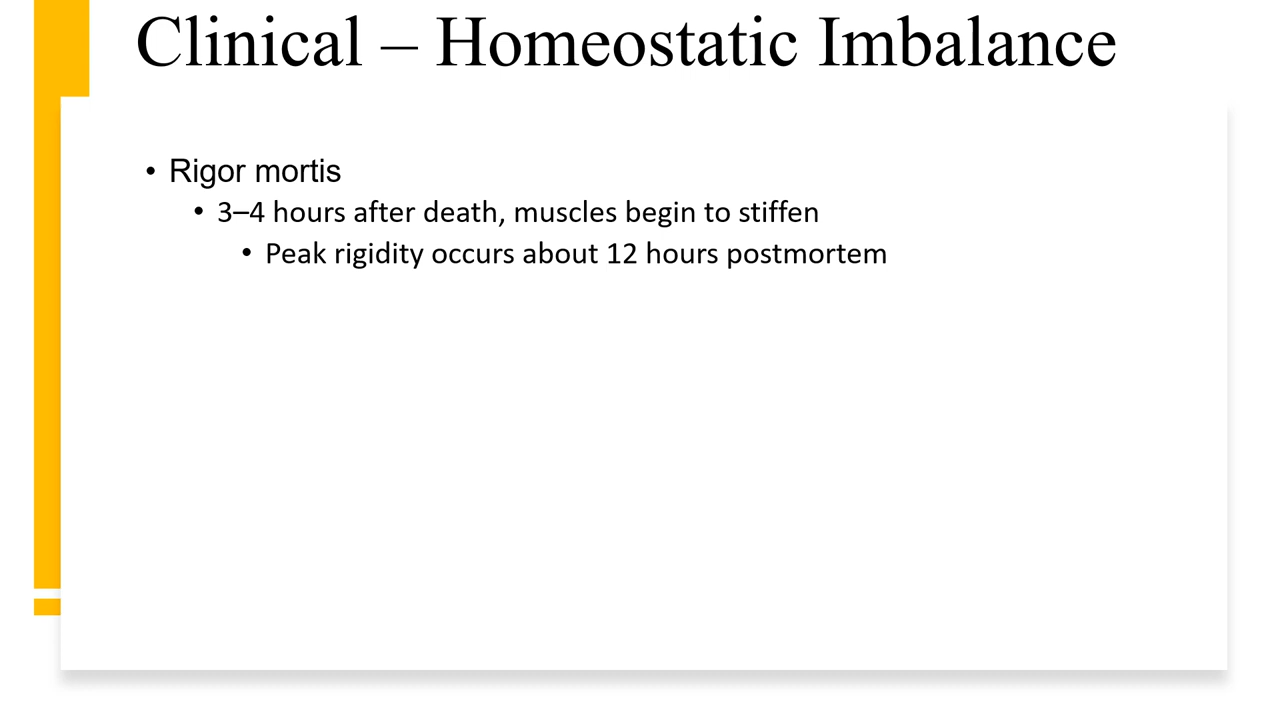 Clinical – Homeostatic Imbalance
• Rigor mortis
• 3–4 hours after death, muscles begin to stiffen
• Peak rigidity occurs about 12 hours postmortem